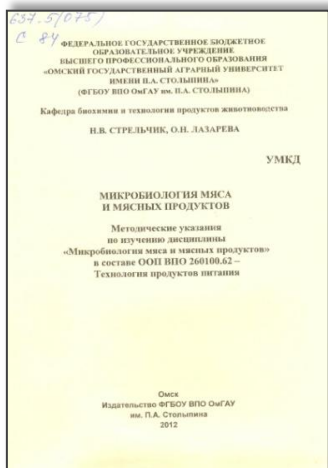 637.5(075)
С 84
ФЕДЕРАЛЬНОЕ ГОСУДАРСТВЕННОЕ БЮДЖЕТНОЕ
ОБРАЗОВАТЕЛЬНОЕ УЧРЕЖДЕНИЕ
ВЫСШЕГО ПРОФЕССИОНАЛЬНОГО ОБРАЗОВАНИЯ
«ОМСКИЙ ГОСУДАРСТВЕННЫЙ АГРАРНЫЙ УНИВЕРСИТЕТ
ИМЕНИ П.А. СТОЛЫПИНА»
(ФГБОУ ВПО ОмГАУ им. П.А. СТОЛЫПИНА)
Кафедра биохимии и технологии продуктов животноводства
Н.В. СТРЕЛЬЧИК, О.Н. ЛАЗАРЕВА
УМКД
МИКРОБИОЛОГИЯ МЯСА
И МЯСНЫХ ПРОДУКТОВ
Методические указания
по изучению дисциплины
«Микробиология мяса и мясных продуктов»
в составе ООП ВПО 260100.62 –
Технология продуктов питания
Омск
Издательство ФГБОУ ВПО ОмГАУ
им. П.А. Столыпина
2012